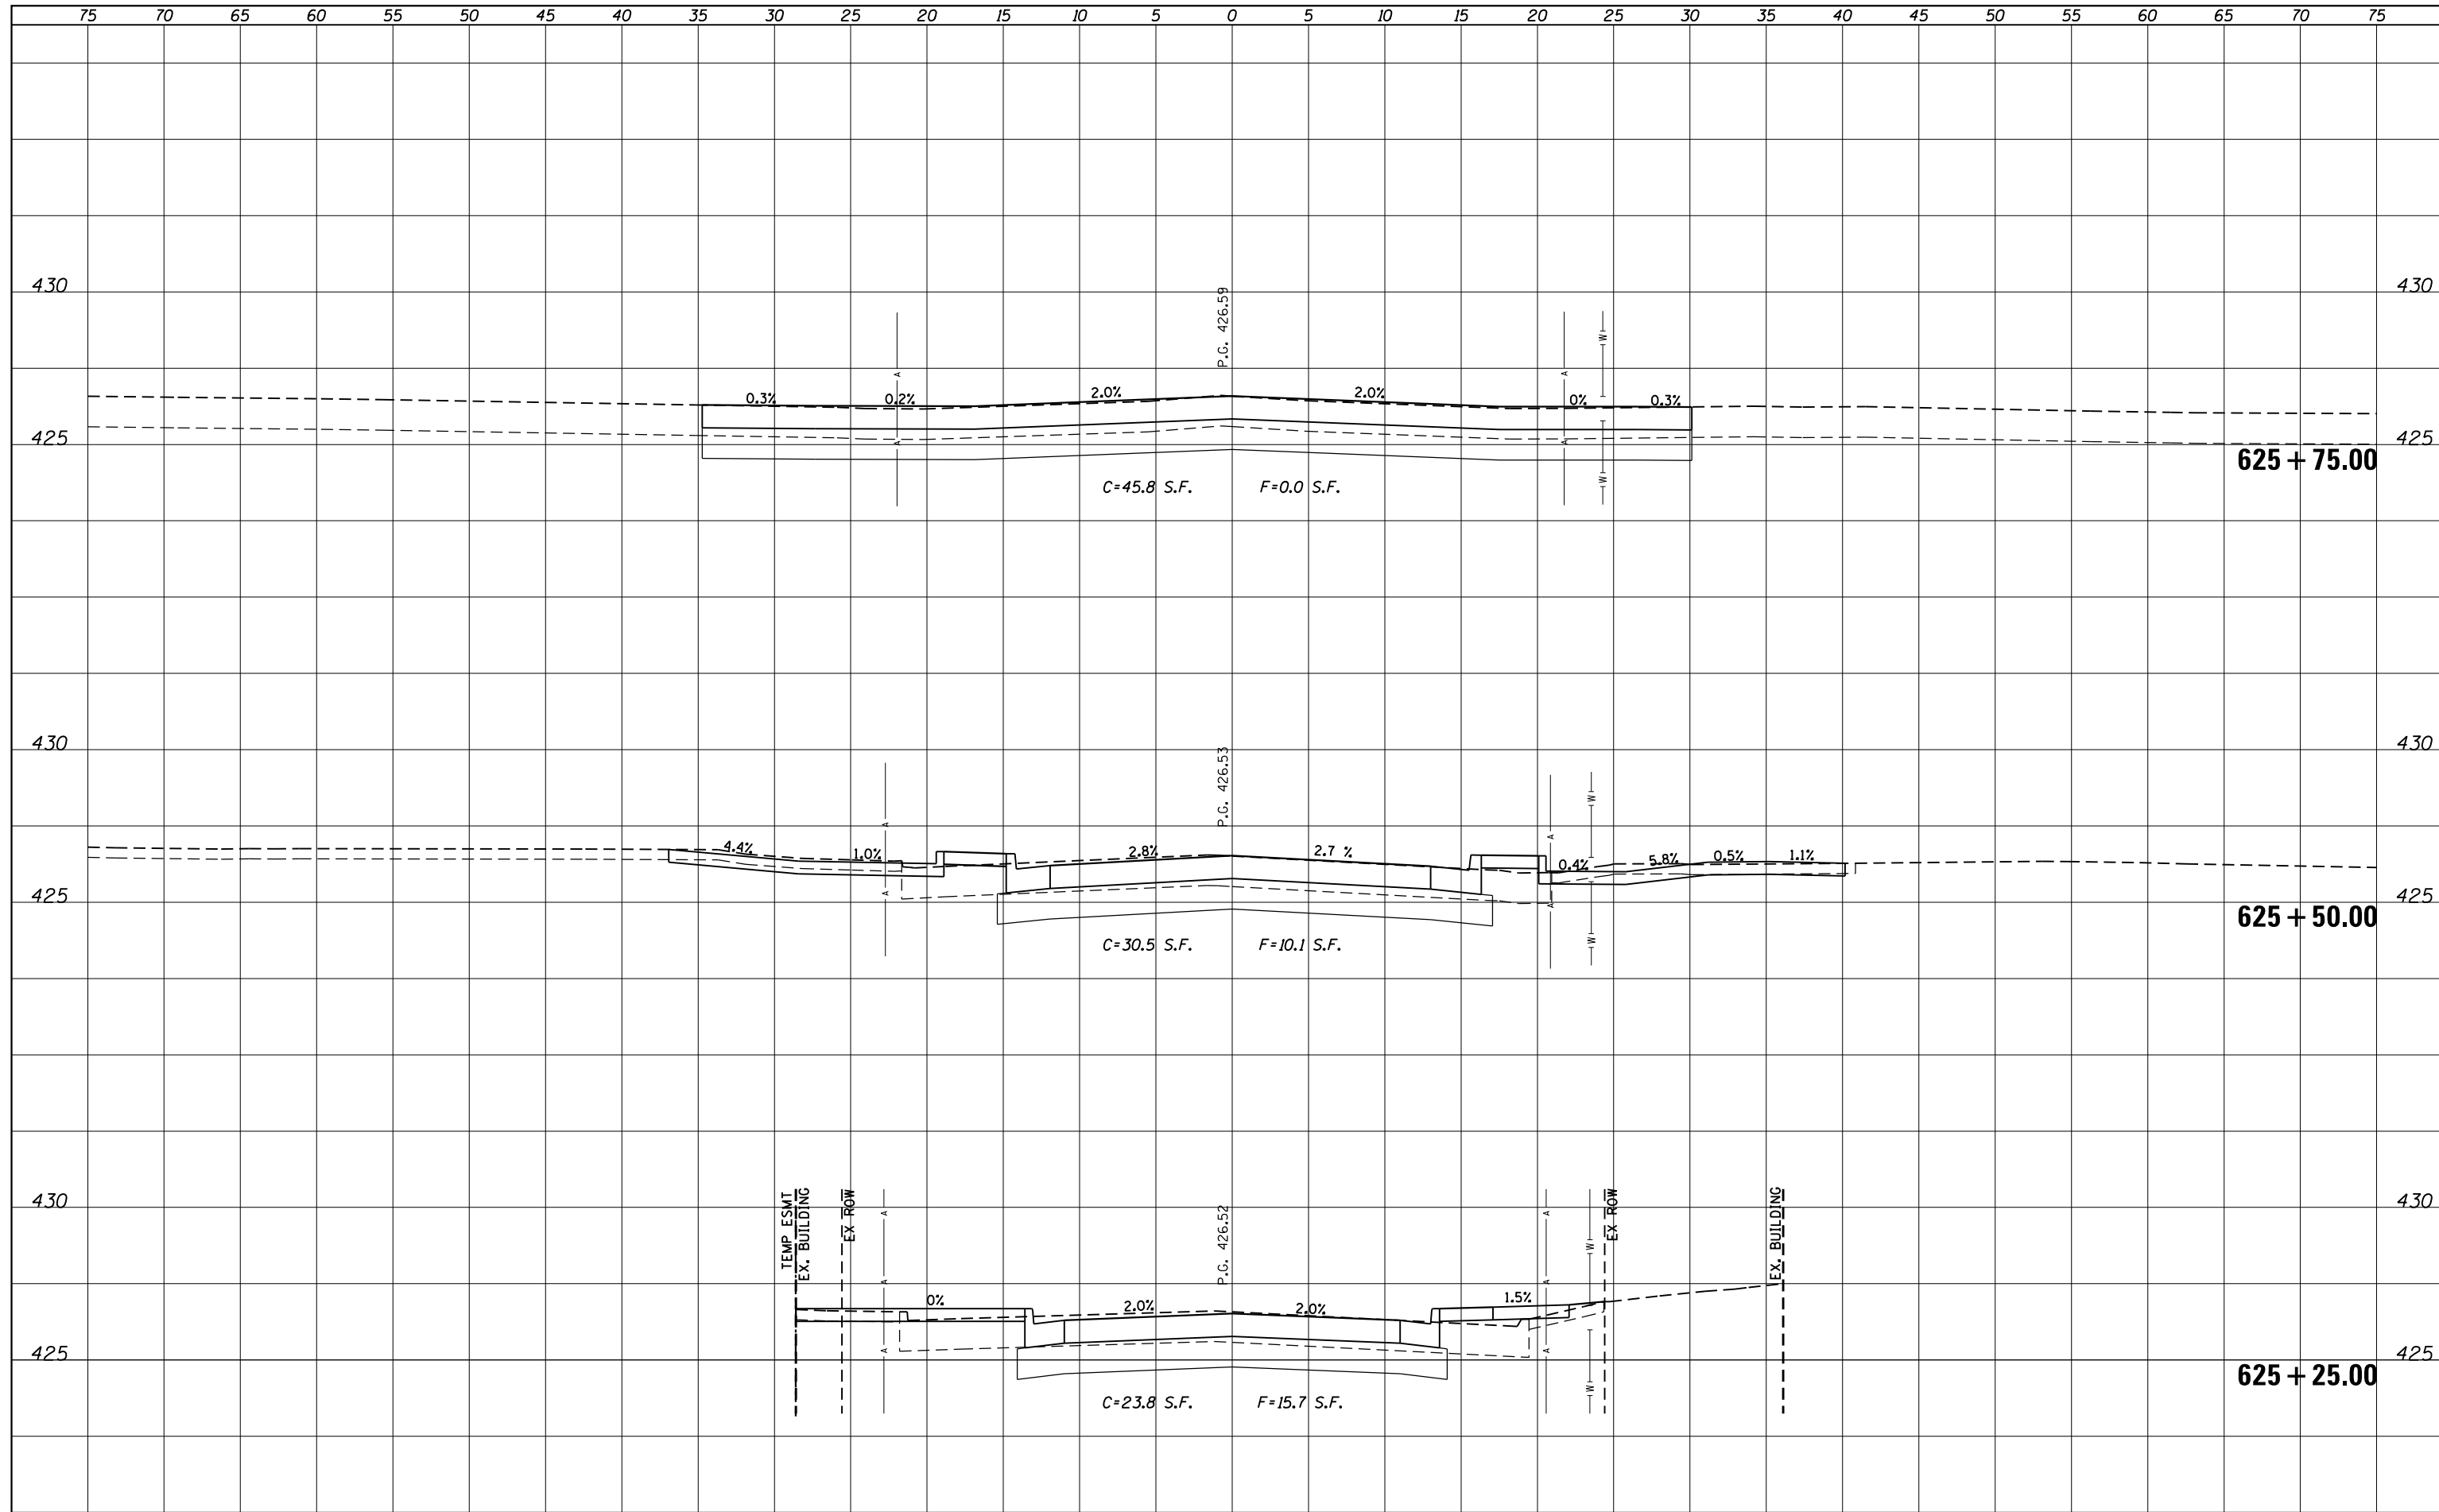 75 70 65 60 55 50 45 40 35 30 25 20 15 10 5 0 5 10 15 20 25 30 35 40 45 50 55 60 65 70 75
430 P.G. 426.59 430
A A W
0.3% 0.2% 2.0% 2.0% 0% 0.3%
425 A A 425
625+75.00
W
C=45.8 S.F. F=0.0 S.F.
430 P.G. 426.53 430
A A W
4.4% 1.0% 2.8% 2.7 % 0.4% 5.8% 0.5% 1.1%
425 A A 425
625+50.00
W
C=30.5 S.F. F=10.1 S.F.
430 TEMP ESMT EX. BUILDING EX ROW P.G. 426.52 EX ROW EX. BUILDING 430
A A W
A A
0% 2.0% 2.0% 1.5%
425 A A 425
625+25.00
W
C=23.8 S.F. F=15.7 S.F.